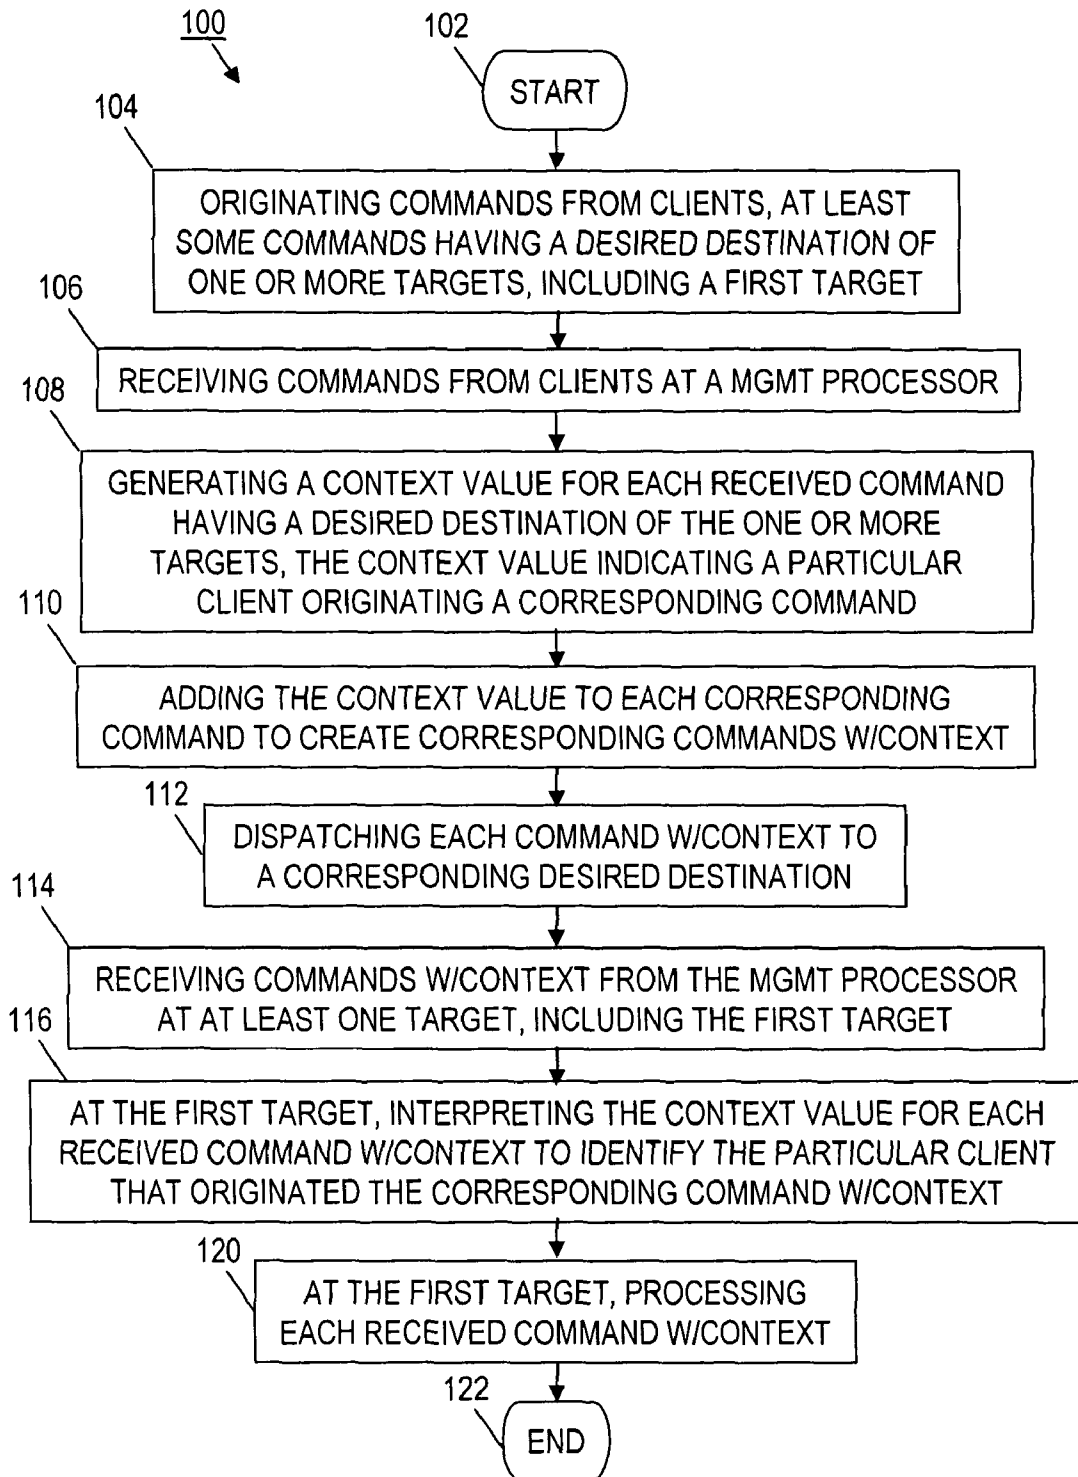 100
102
START
104
ORIGINATING COMMANDS FROM CLIENTS, AT LEAST
SOME COMMANDS HAVING A DESIRED DESTINATION OF
ONE OR MORE TARGETS, INCLUDING A FIRST TARGET
106
RECEIVING COMMANDS FROM CLIENTS AT A MGMT PROCESSOR
108
GENERATING A CONTEXT VALUE FOR EACH RECEIVED COMMAND
HAVING A DESIRED DESTINATION OF THE ONE OR MORE
TARGETS, THE CONTEXT VALUE INDICATING A PARTICULAR
CLIENT ORIGINATING A CORRESPONDING COMMAND
110
ADDING THE CONTEXT VALUE TO EACH CORRESPONDING
COMMAND TO CREATE CORRESPONDING COMMANDS W/CONTEXT
112
DISPATCHING EACH COMMAND W/CONTEXT TO
A CORRESPONDING DESIRED DESTINATION
114
RECEIVING COMMANDS W/CONTEXT FROM THE MGMT PROCESSOR
AT AT LEAST ONE TARGET, INCLUDING THE FIRST TARGET
116
AT THE FIRST TARGET, INTERPRETING THE CONTEXT VALUE FOR EACH
RECEIVED COMMAND W/CONTEXT TO IDENTIFY THE PARTICULAR CLIENT
THAT ORIGINATED THE CORRESPONDING COMMAND W/CONTEXT
120
AT THE FIRST TARGET, PROCESSING
EACH RECEIVED COMMAND W/CONTEXT
122
END